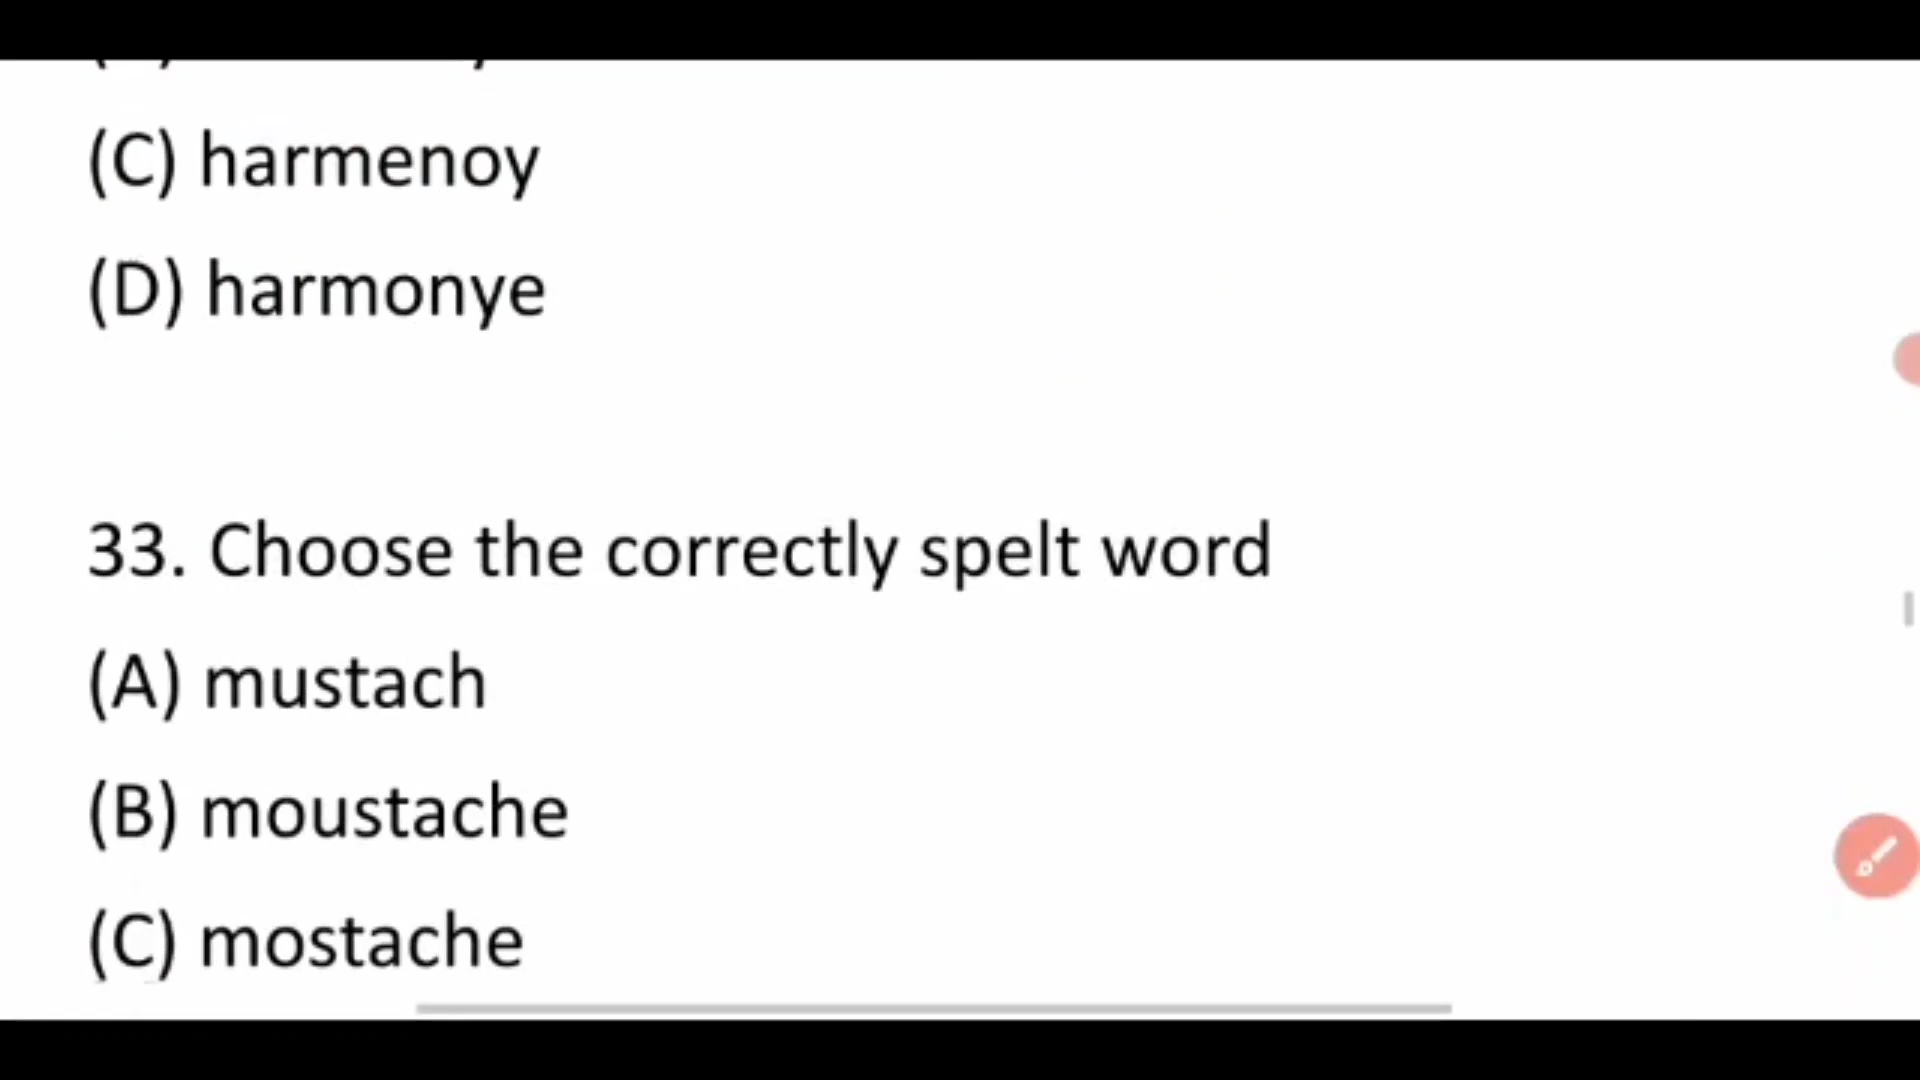 (C) harmenoy
(D) harmonye
33. Choose the correctly spelt word
(A) mustach
(B) moustache
(C) mostache